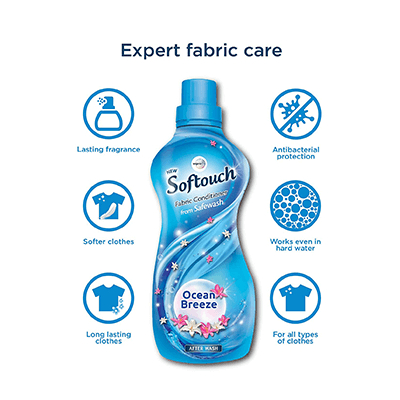 Expert fabric care
Lasting fragrance
Antibacterial
protection
Softer clothes
Works even in
hard water
Long lasting
clothes
For all types
of clothes
NEW
Softouch
Fabric Conditioner
from Safewash
Ocean
Breeze
AFTER WASH